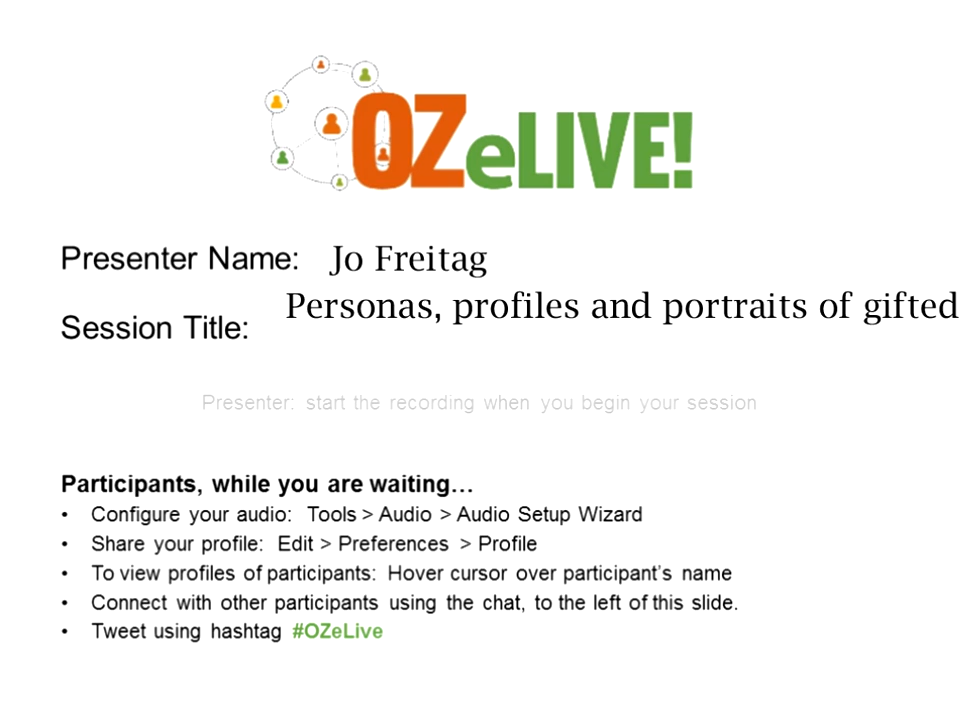 OZeLIVE!
Presenter Name: Jo Freitag
Personas, profiles and portraits of gifted
Session Title:
Presenter: start the recording when you begin your session
Participants, while you are waiting…
• Configure your audio: Tools > Audio > Audio Setup Wizard
• Share your profile: Edit > Preferences > Profile
• To view profiles of participants: Hover cursor over participant's name
• Connect with other participants using the chat, to the left of this slide.
• Tweet using hashtag #OZeLive